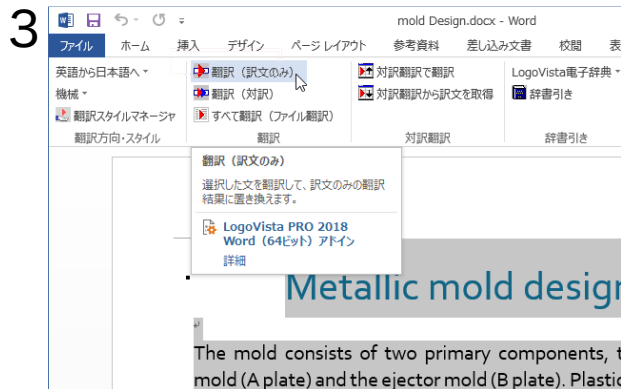 3
mold Design.docx - Word
ファイル ホーム 挿入 デザイン ページ レイアウト 参考資料 差し込み文書 校閲 表
英語から日本語へ 翻訳（訳文のみ） 対訳翻訳で翻訳 LogoVista電子辞典
機械 翻訳（対訳） 対訳翻訳から訳文を取得 辞書引き
翻訳スタイルマネージャ すべて翻訳（ファイル翻訳）
翻訳方向・スタイル 翻訳 対訳翻訳 辞書引き
翻訳（訳文のみ）
選択した文を翻訳して、訳文のみの翻訳
結果に置き換えます。
LogoVista PRO 2018
Word（64ビット）アドイン
詳細
Metallic mold design
The mold consists of two primary components, t
mold (A plate) and the ejector mold (B plate). Plastic